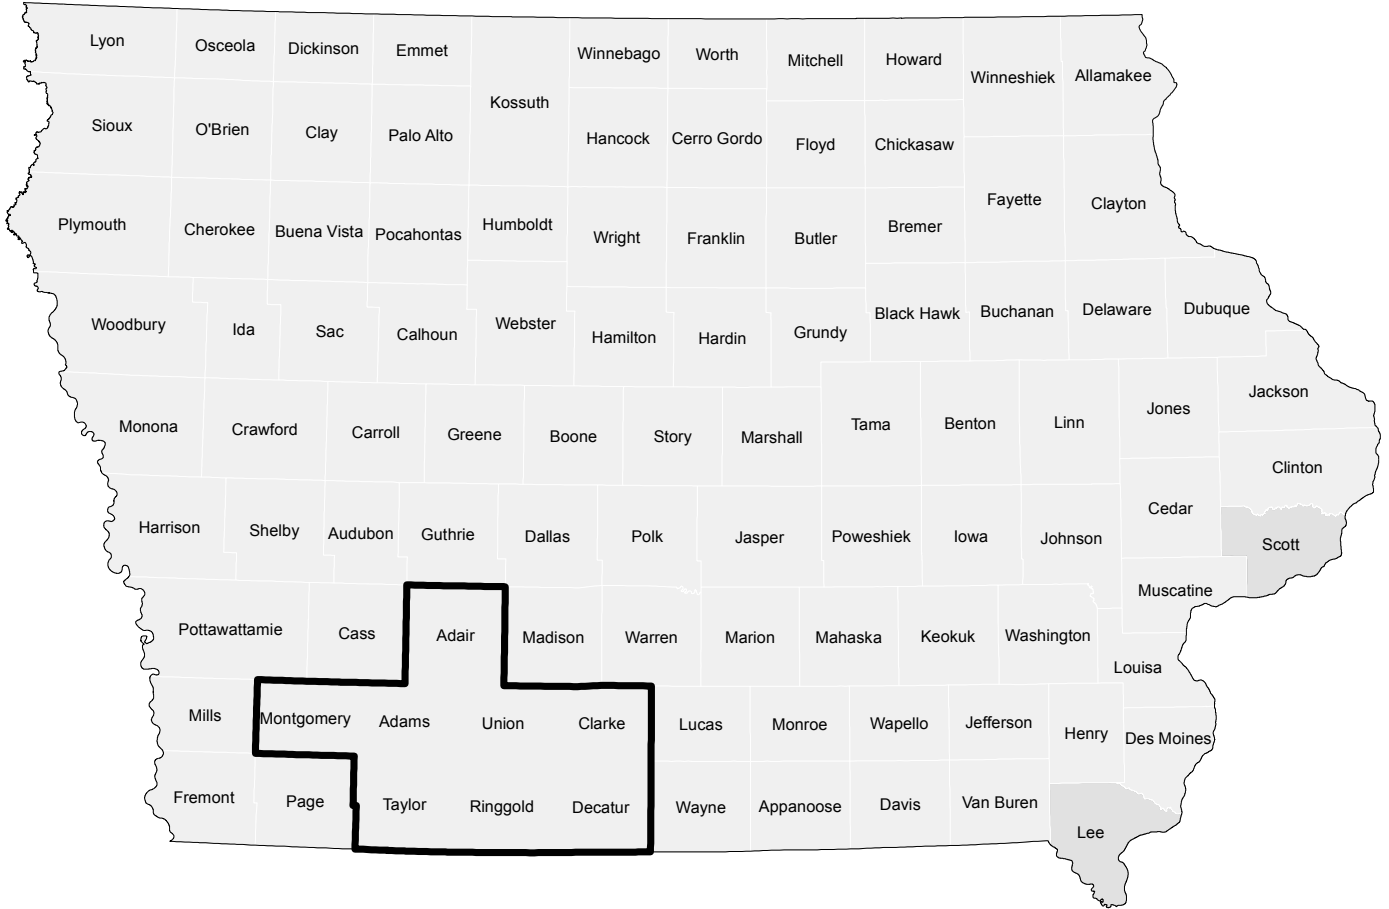 Lyon
Osceola
Dickinson
Emmet
Kossuth
Winnebago
Worth
Mitchell
Howard
Winneshiek
Allamakee
Sioux
O'Brien
Clay
Palo Alto
Hancock
Cerro Gordo
Floyd
Chickasaw
Fayette
Clayton
Plymouth
Cherokee
Buena Vista
Pocahontas
Humboldt
Wright
Franklin
Butler
Bremer
Woodbury
Ida
Sac
Calhoun
Webster
Hamilton
Hardin
Grundy
Black Hawk
Buchanan
Delaware
Dubuque
Monona
Crawford
Carroll
Greene
Boone
Story
Marshall
Tama
Benton
Linn
Jones
Jackson
Clinton
Harrison
Shelby
Audubon
Guthrie
Dallas
Polk
Jasper
Poweshiek
Iowa
Johnson
Cedar
Scott
Muscatine
Pottawattamie
Cass
Adair
Madison
Warren
Marion
Mahaska
Keokuk
Washington
Louisa
Mills
Montgomery
Adams
Union
Clarke
Lucas
Monroe
Wapello
Jefferson
Henry
Des Moines
Fremont
Page
Taylor
Ringgold
Decatur
Wayne
Appanoose
Davis
Van Buren
Lee